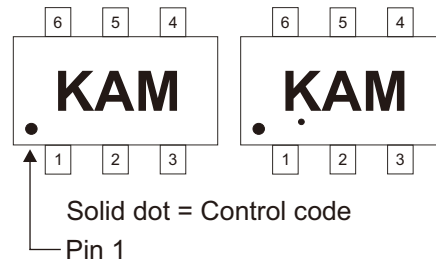 6 5 4 6 5 4
KAM KAM
1 2 3 1 2 3
Solid dot = Control code
Pin 1